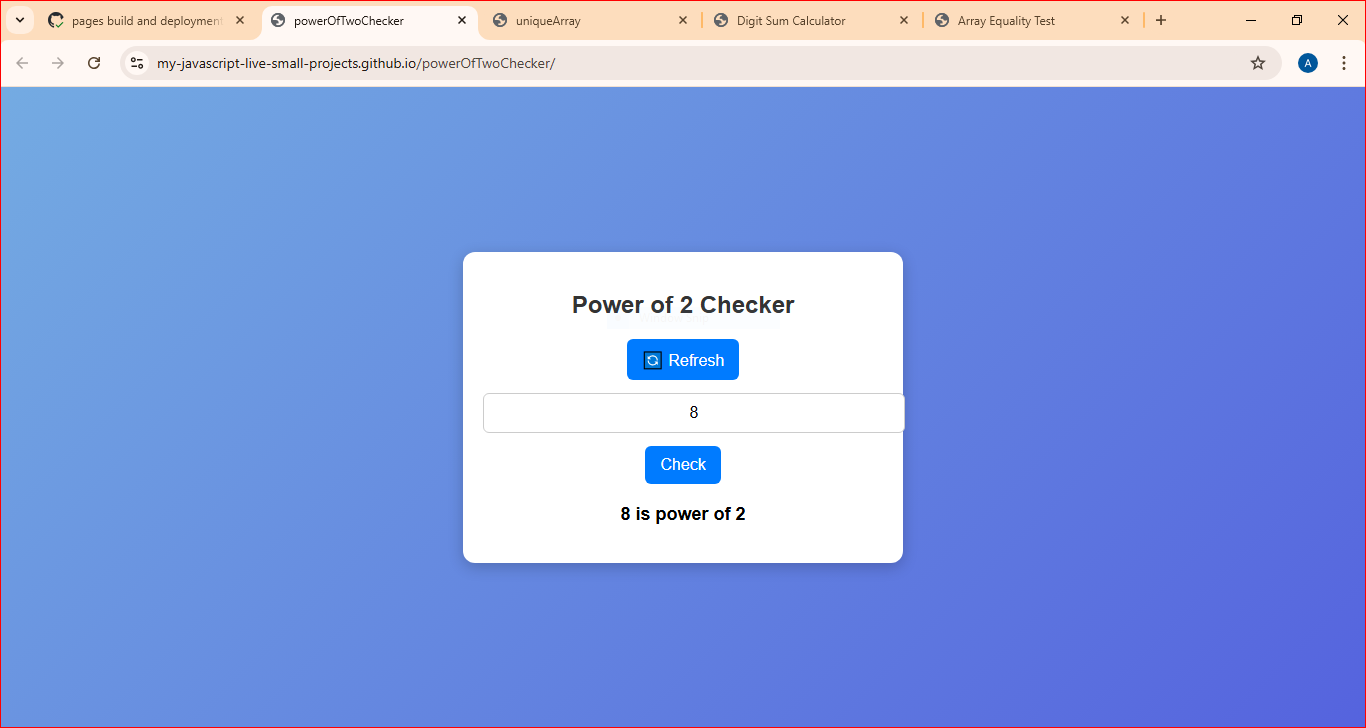 pages build and deploymen
powerOfTwoChecker
uniqueArray
Digit Sum Calculator
Array Equality Test
my-javascript-live-small-projects.github.io/powerOfTwoChecker/
A
Power of 2 Checker
Refresh
8
Check
8 is power of 2